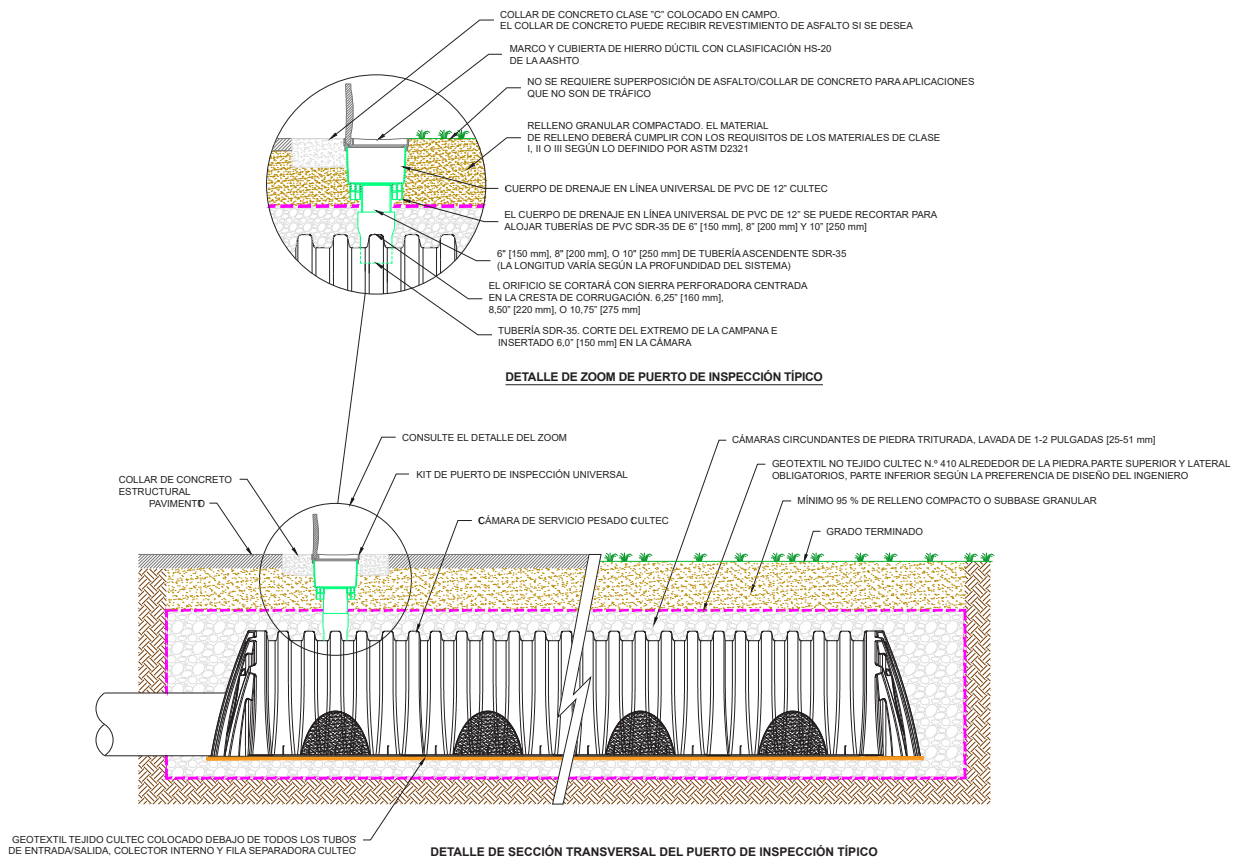 COLLAR DE CONCRETO CLASE "C" COLOCADO EN CAMPO.
EL COLLAR DE CONCRETO PUEDE RECIBIR REVESTIMIENTO DE ASFALTO SI SE DESEA
MARCO Y CUBIERTA DE HIERRO DÚCTIL CON CLASIFICACIÓN HS-20
DE LA AASHTO
NO SE REQUIERE SUPERPOSICIÓN DE ASFALTO/COLLAR DE CONCRETO PARA APLICACIONES
QUE NO SON DE TRÁFICO
RELLENO GRANULAR COMPACTADO. EL MATERIAL
DE RELLENO DEBERÁ CUMPLIR CON LOS REQUISITOS DE LOS MATERIALES DE CLASE
I, II O III SEGÚN LO DEFINIDO POR ASTM D2321
CUERPO DE DRENAJE EN LÍNEA UNIVERSAL DE PVC DE 12" CULTEC
EL CUERPO DE DRENAJE EN LÍNEA UNIVERSAL DE PVC DE 12" SE PUEDE RECORTAR PARA
ALOJAR TUBERÍAS DE PVC SDR-35 DE 6" [150 mm], 8" [200 mm] Y 10" [250 mm]
6" [150 mm], 8" [200 mm], O 10" [250 mm] DE TUBERÍA ASCENDENTE SDR-35
(LA LONGITUD VARÍA SEGÚN LA PROFUNDIDAD DEL SISTEMA)
EL ORIFICIO SE CORTARÁ CON SIERRA PERFORADORA CENTRADA
EN LA CRESTA DE CORRUGACIÓN. 6,25" [160 mm],
8,50" [220 mm], O 10,75" [275 mm]
TUBERÍA SDR-35. CORTE DEL EXTREMO DE LA CAMPANA E
INSERTADO 6,0" [150 mm] EN LA CÁMARA
DETALLE DE ZOOM DE PUERTO DE INSPECCIÓN TÍPICO
CONSULTE EL DETALLE DEL ZOOM
KIT DE PUERTO DE INSPECCIÓN UNIVERSAL
COLLAR DE CONCRETO
ESTRUCTURAL
PAVIMENTO
CÁMARA DE SERVICIO PESADO CULTEC
CÁMARAS CIRCUNDANTES DE PIEDRA TRITURADA, LAVADA DE 1-2 PULGADAS [25-51 mm]
GEOTEXTIL NO TEJIDO CULTEC N.º 410 ALREDEDOR DE LA PIEDRA.PARTE SUPERIOR Y LATERAL
OBLIGATORIOS, PARTE INFERIOR SEGÚN LA PREFERENCIA DE DISEÑO DEL INGENIERO
MÍNIMO 95 % DE RELLENO COMPACTO O SUBBASE GRANULAR
GRADO TERMINADO
GEOTEXTIL TEJIDO CULTEC COLOCADO DEBAJO DE TODOS LOS TUBOS
DE ENTRADA/SALIDA, COLECTOR INTERNO Y FILA SEPARADORA CULTEC
DETALLE DE SECCIÓN TRANSVERSAL DEL PUERTO DE INSPECCIÓN TÍPICO